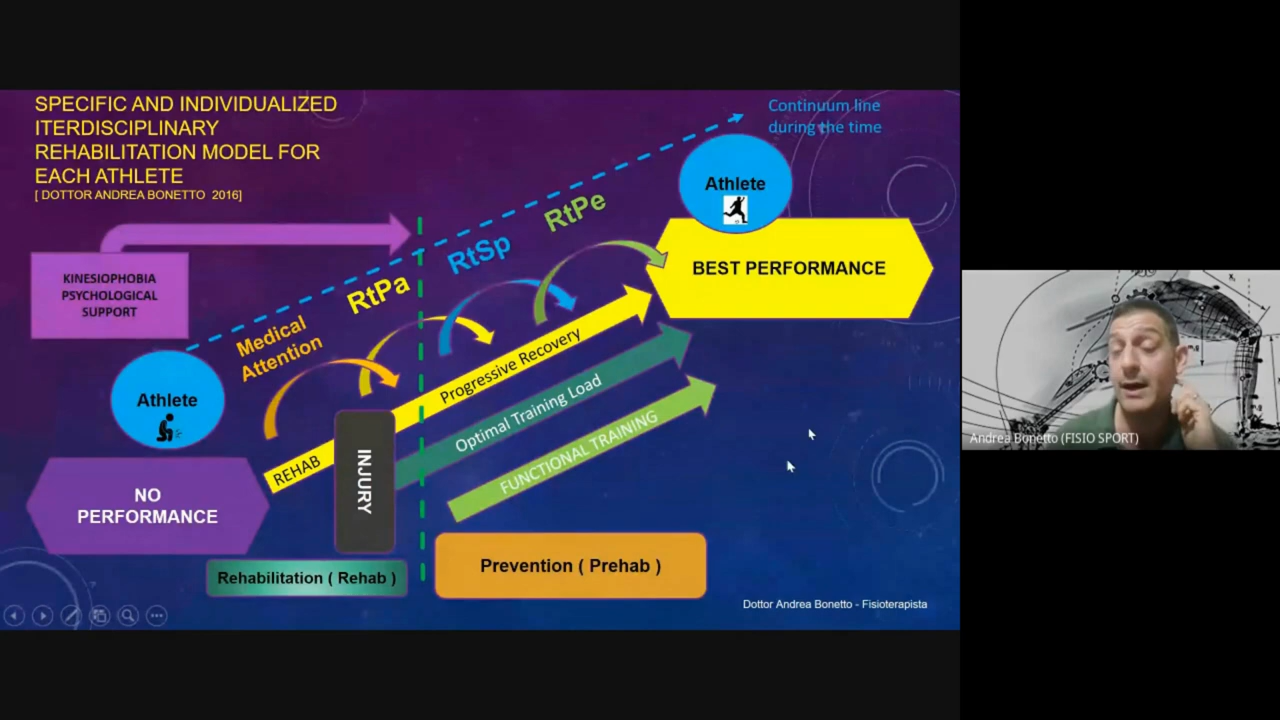 SPECIFIC AND INDIVIDUALIZED
ITERDISCIPLINARY
REHABILITATION MODEL FOR
EACH ATHLETE
[ DOTTOR ANDREA BONETTO 2016]
Continuum line
during the time
Athlete
RtPe
RtSp
RtPa
Medical
Attention
BEST PERFORMANCE
KINESIOPHOBIA
PSYCHOLOGICAL
SUPPORT
Athlete
Progressive Recovery
REHAB
Optimal Training Load
FUNCTIONAL TRAINING
INJURY
NO
PERFORMANCE
Rehabilitation ( Rehab )
Prevention ( Prehab )
Dottor Andrea Bonetto - Fisioterapista
Andrea Bonetto (FISIO SPORT)